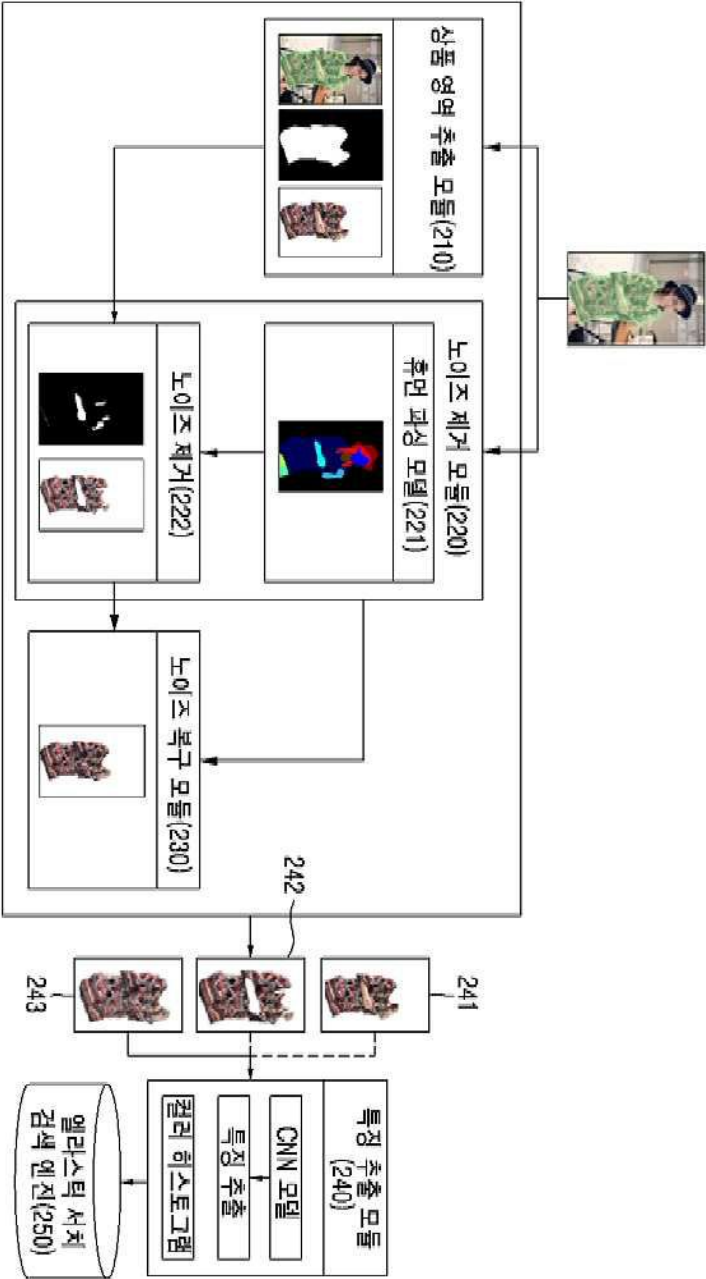 상품 영역 추출 모듈(210)
노이즈 제거 모듈(220)
휴먼 파싱 모델(221)
노이즈 제거(222)
노이즈 복구 모듈(230)
241
242
243
특징 추출 모듈
(240)
CNN 모델
특징 추출
컬러 히스토그램
엘라스틱 서치
검색 엔진(250)